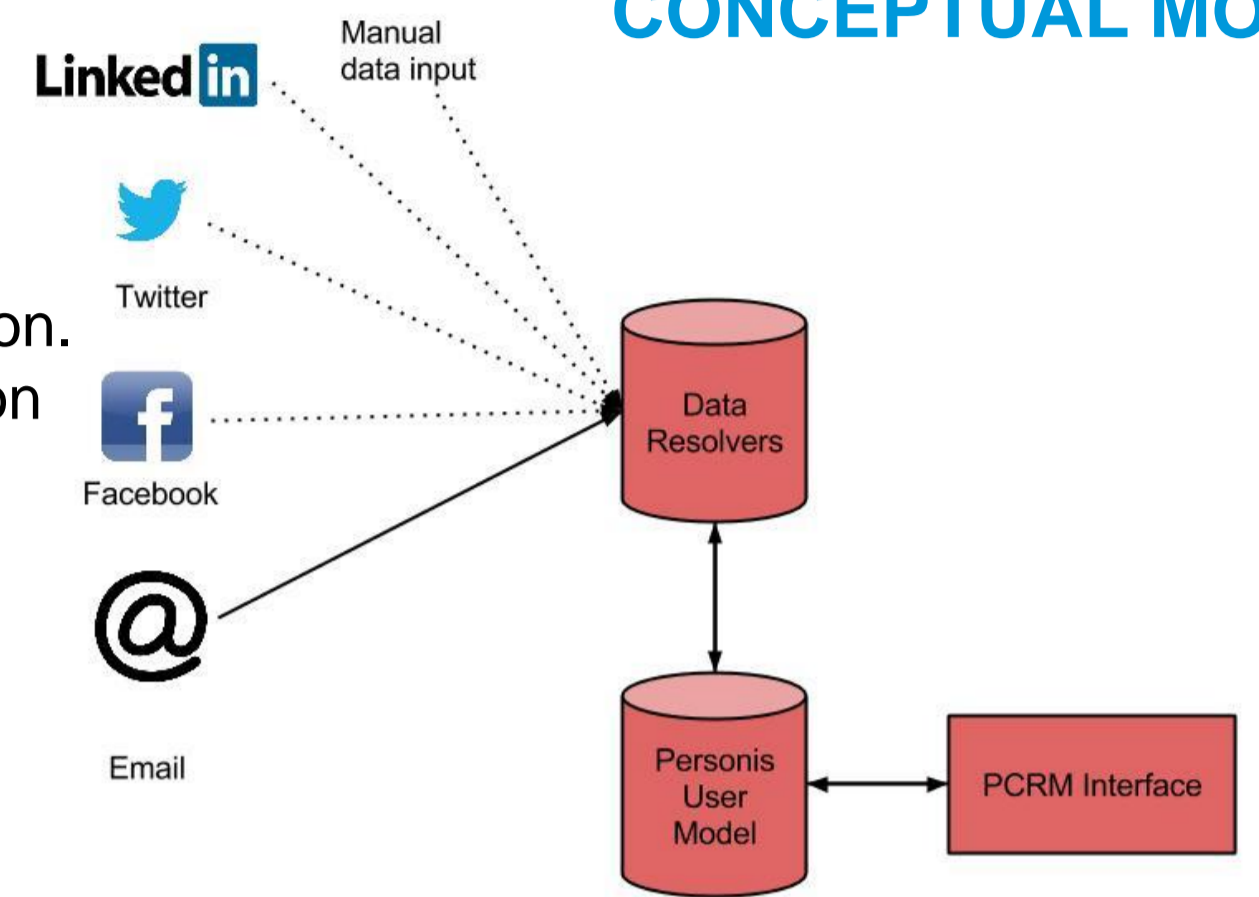 CONCEPTUAL MO
Manual
data input
Linked in
Twitter
on.
on
Facebook
Data
Resolvers
@
Email
Personis
User
Model
PCRM Interface